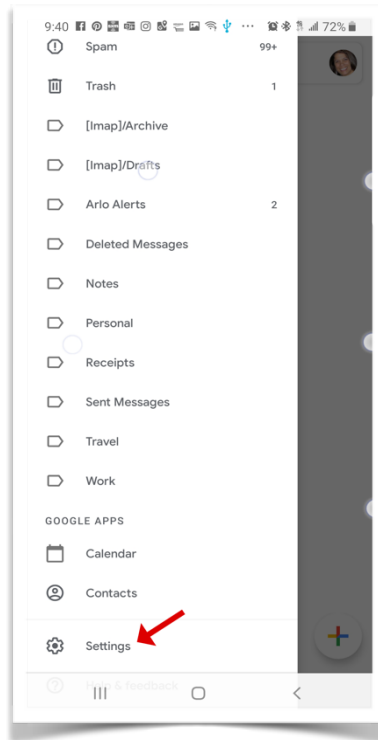 9:40 72%
Spam 99+
Trash 1
[Imap]/Archive
[Imap]/Drafts
Arlo Alerts 2
Deleted Messages
Notes
Personal
Receipts
Sent Messages
Travel
Work
GOOGLE APPS
Calendar
Contacts
Settings
Help & feedback